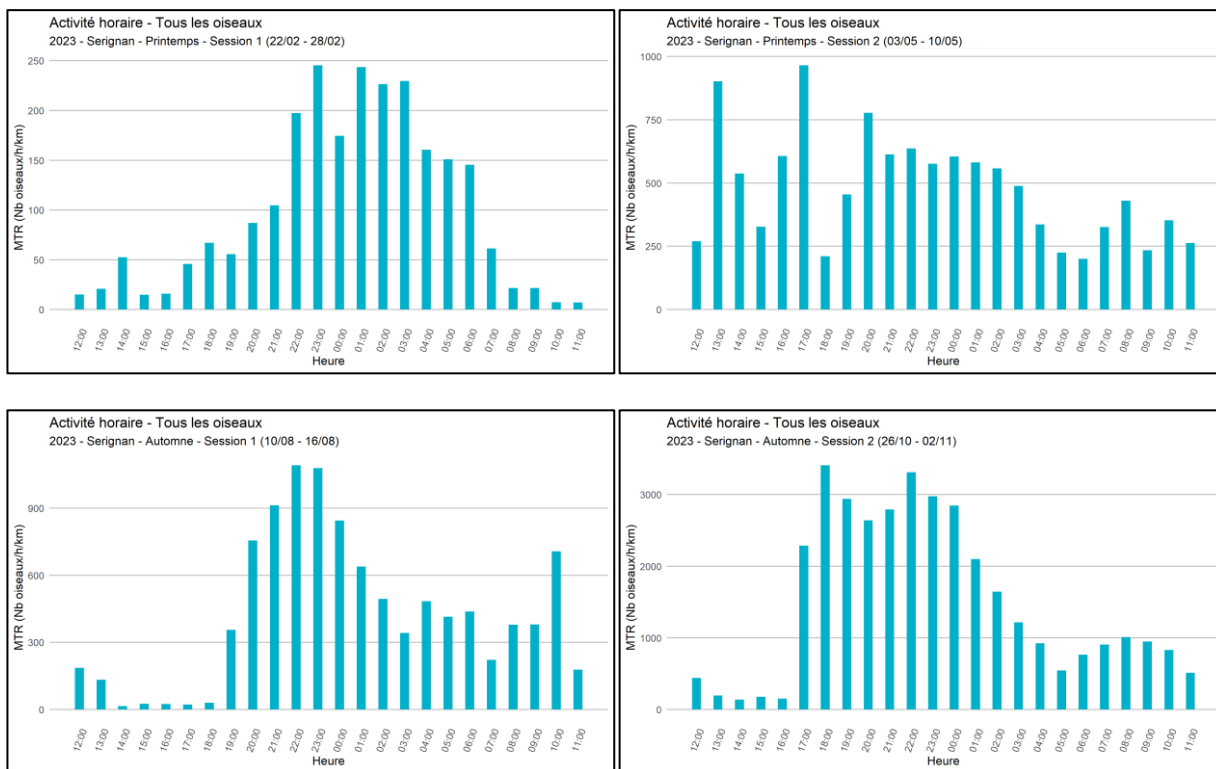 Activité horaire - Tous les oiseaux
2023 - Serignan - Printemps - Session 1 (22/02 - 28/02)
MTR (Nb oiseaux/h/km)
250
200
150
100
50
0
12:00 13:00 14:00 15:00 16:00 17:00 18:00 19:00 20:00 21:00 22:00 23:00 00:00 01:00 02:00 03:00 04:00 05:00 06:00 07:00 08:00 09:00 10:00 11:00
Heure
Activité horaire - Tous les oiseaux
2023 - Serignan - Printemps - Session 2 (03/05 - 10/05)
MTR (Nb oiseaux/h/km)
1000
750
500
250
0
12:00 13:00 14:00 15:00 16:00 17:00 18:00 19:00 20:00 21:00 22:00 23:00 00:00 01:00 02:00 03:00 04:00 05:00 06:00 07:00 08:00 09:00 10:00 11:00
Heure
Activité horaire - Tous les oiseaux
2023 - Serignan - Automne - Session 1 (10/08 - 16/08)
MTR (Nb oiseaux/h/km)
900
600
300
0
12:00 13:00 14:00 15:00 16:00 17:00 18:00 19:00 20:00 21:00 22:00 23:00 00:00 01:00 02:00 03:00 04:00 05:00 06:00 07:00 08:00 09:00 10:00 11:00
Heure
Activité horaire - Tous les oiseaux
2023 - Serignan - Automne - Session 2 (26/10 - 02/11)
MTR (Nb oiseaux/h/km)
3000
2000
1000
0
12:00 13:00 14:00 15:00 16:00 17:00 18:00 19:00 20:00 21:00 22:00 23:00 00:00 01:00 02:00 03:00 04:00 05:00 06:00 07:00 08:00 09:00 10:00 11:00
Heure